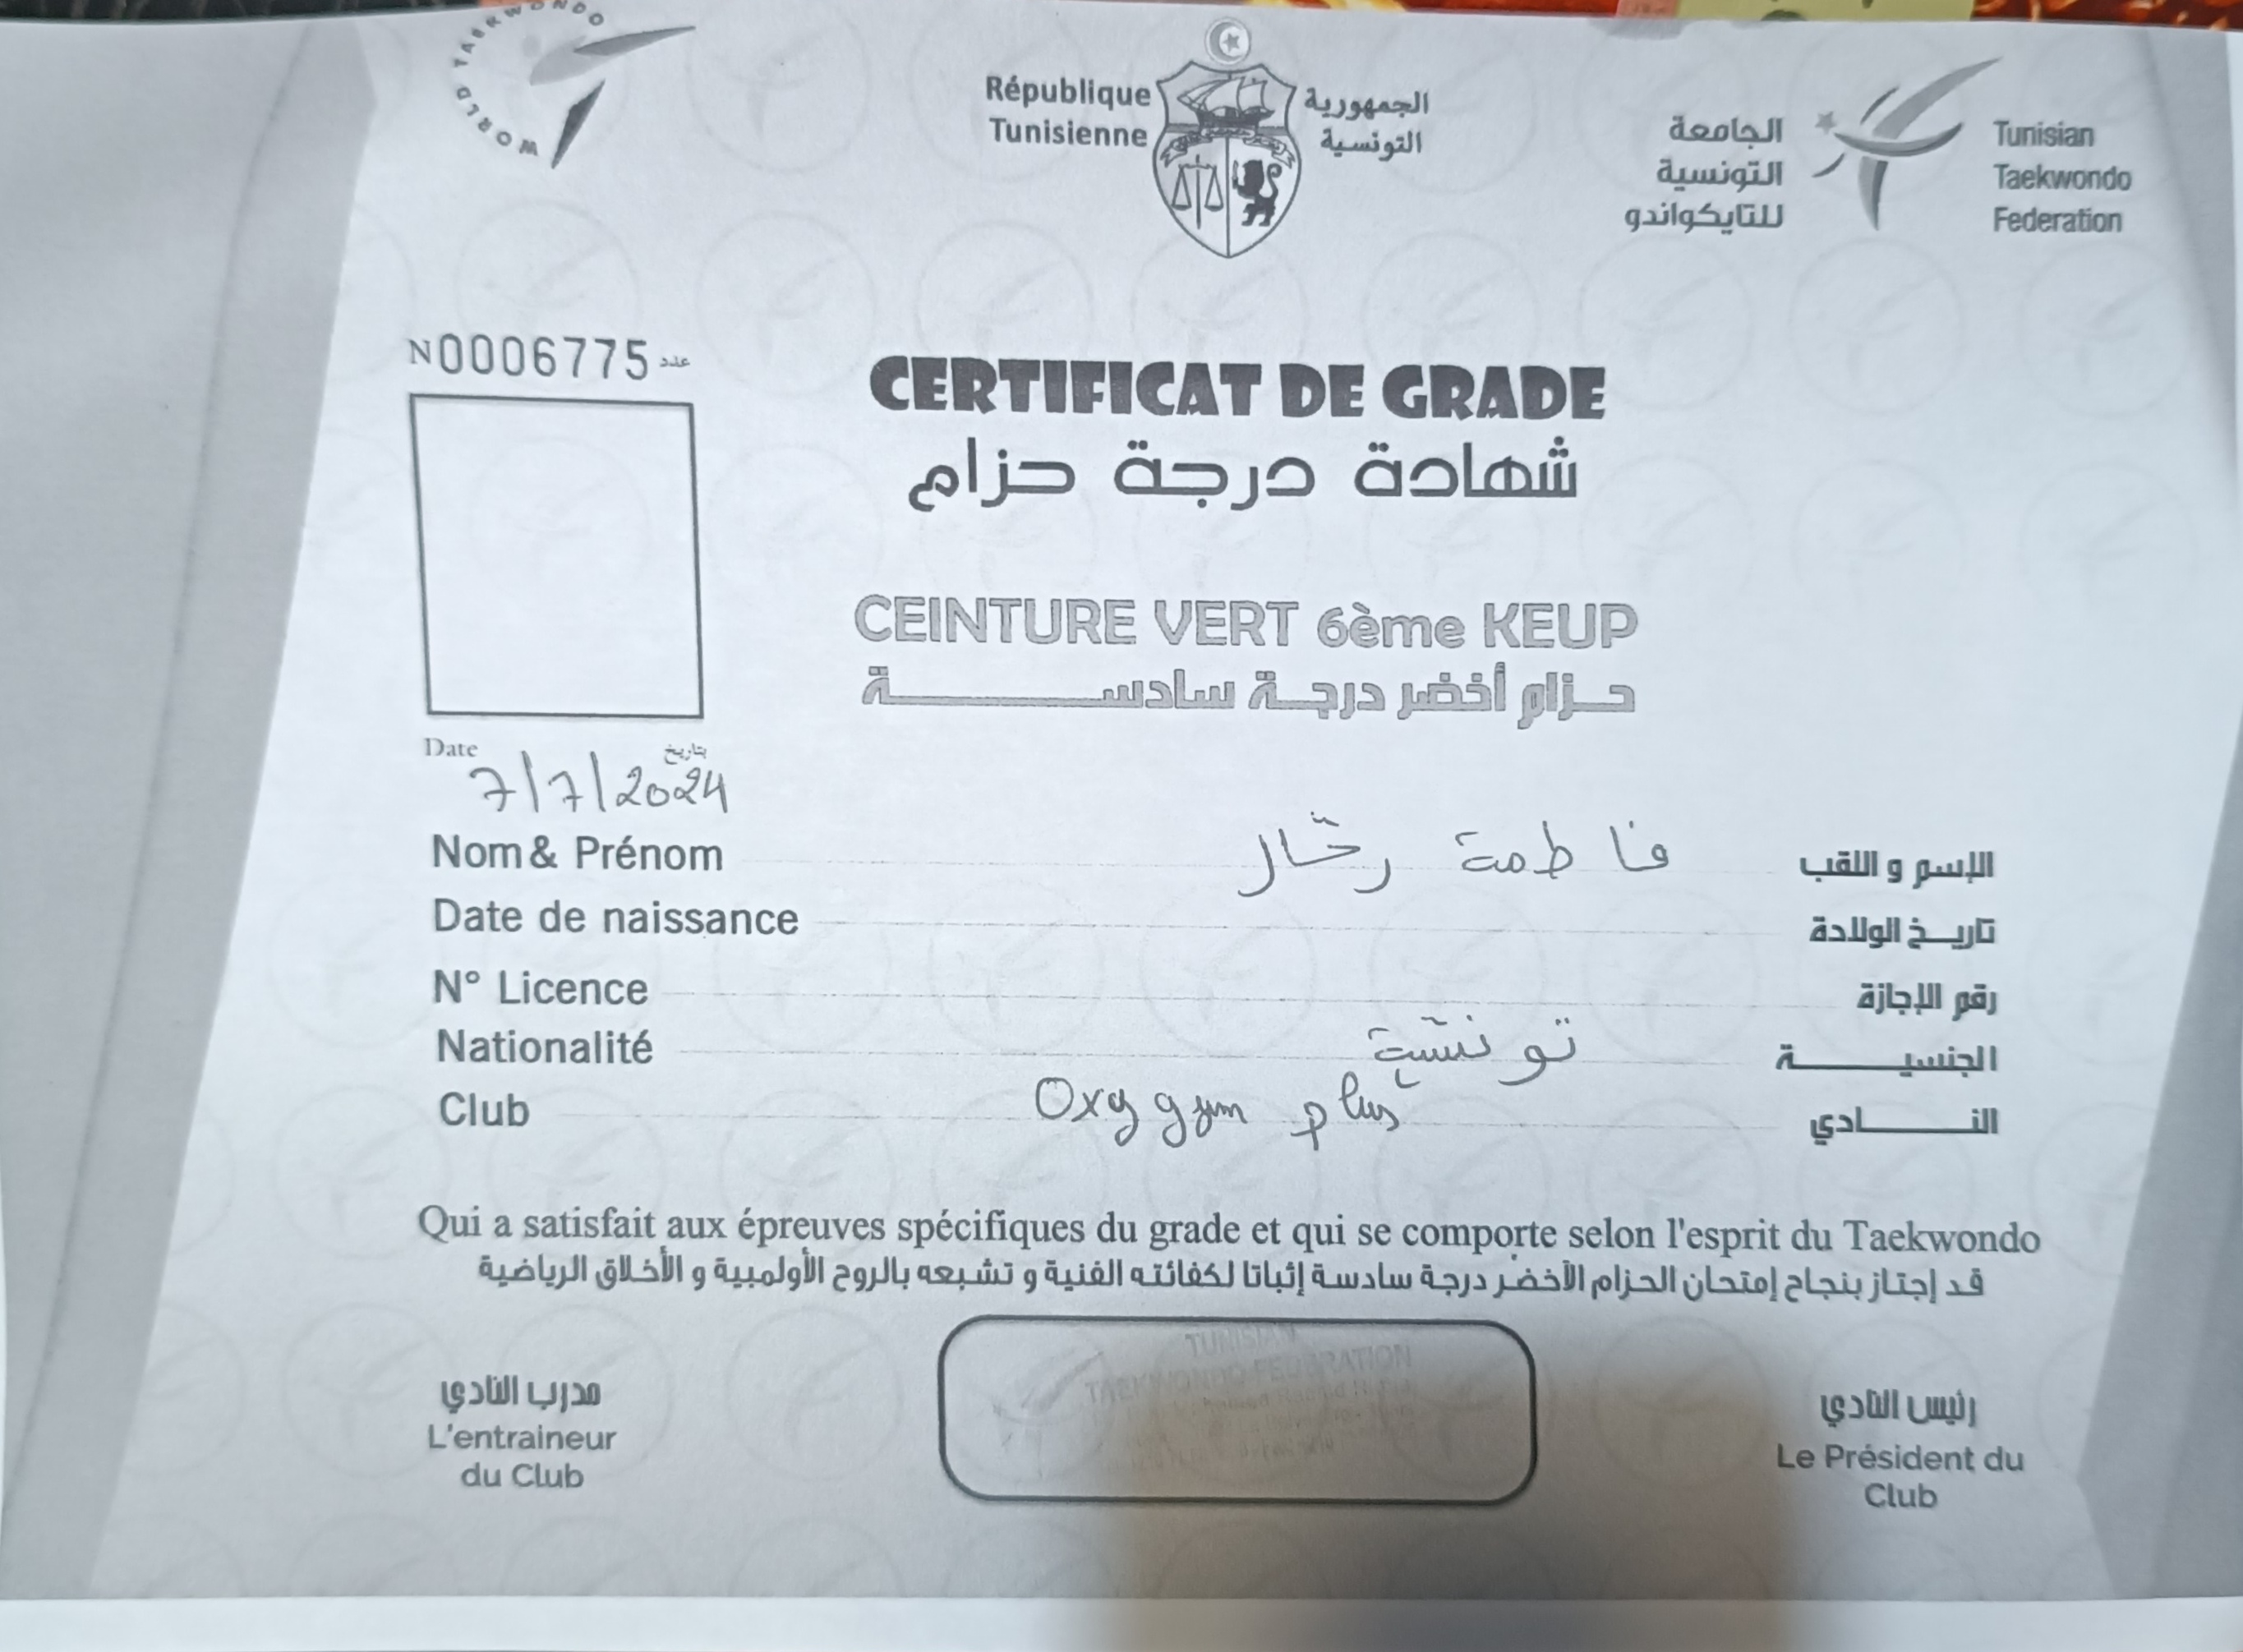 WORLD TAEKWONDO
République
Tunisienne
الجمهورية
التونسية
الجامعة
التونسية
للتايكواندو
Tunisian
Taekwondo
Federation
N0006775 عدد
CERTIFICAT DE GRADE
شهادة درجة حزام
CEINTURE VERT 6ème KEUP
حزام أخضر درجة سادسة
Date بتاريخ
7/7/2024
Nom & Prénom فاطمة الإسم و اللقب
Date de naissance تاريخ الولادة
N° Licence رقم الإجازة
Nationalité تونسية الجنسية
Club Oxygym plus النادي
Qui a satisfait aux épreuves spécifiques du grade et qui se comporte selon l'esprit du Taekwondo
قد إجتاز بنجاح إمتحان الحزام الأخضر درجة سادسة إثباتا لكفائته الفنية و تشبعه بالروح الأولمبية و الأخلاق الرياضية
مدرب النادي
L'entraineur
du Club
TUNISIAN
TAEKWONDO FEDERATION
رئيس النادي
Le Président du
Club